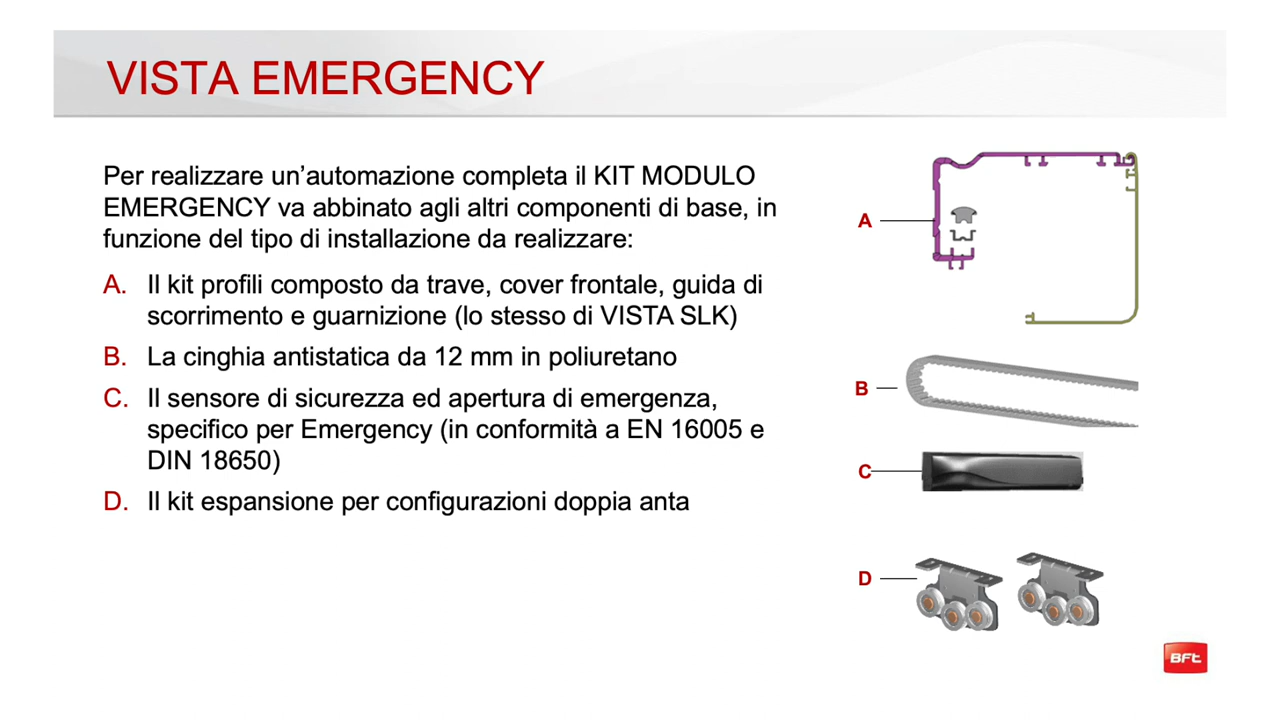 VISTA EMERGENCY
Per realizzare un’automazione completa il KIT MODULO
EMERGENCY va abbinato agli altri componenti di base, in
funzione del tipo di installazione da realizzare:
A. Il kit profili composto da trave, cover frontale, guida di
scorrimento e guarnizione (lo stesso di VISTA SLK)
B. La cinghia antistatica da 12 mm in poliuretano
C. Il sensore di sicurezza ed apertura di emergenza,
specifico per Emergency (in conformità a EN 16005 e
DIN 18650)
D. Il kit espansione per configurazioni doppia anta
A
B
C
D
BFt